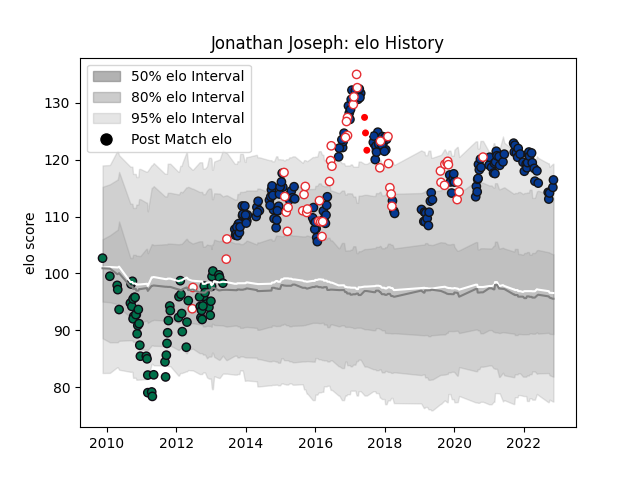 Jonathan Joseph: elo History
50% elo Interval
80% elo Interval
95% elo Interval
Post Match elo
elo score
130
120
110
100
90
80
2010
2012
2014
2016
2018
2020
2022